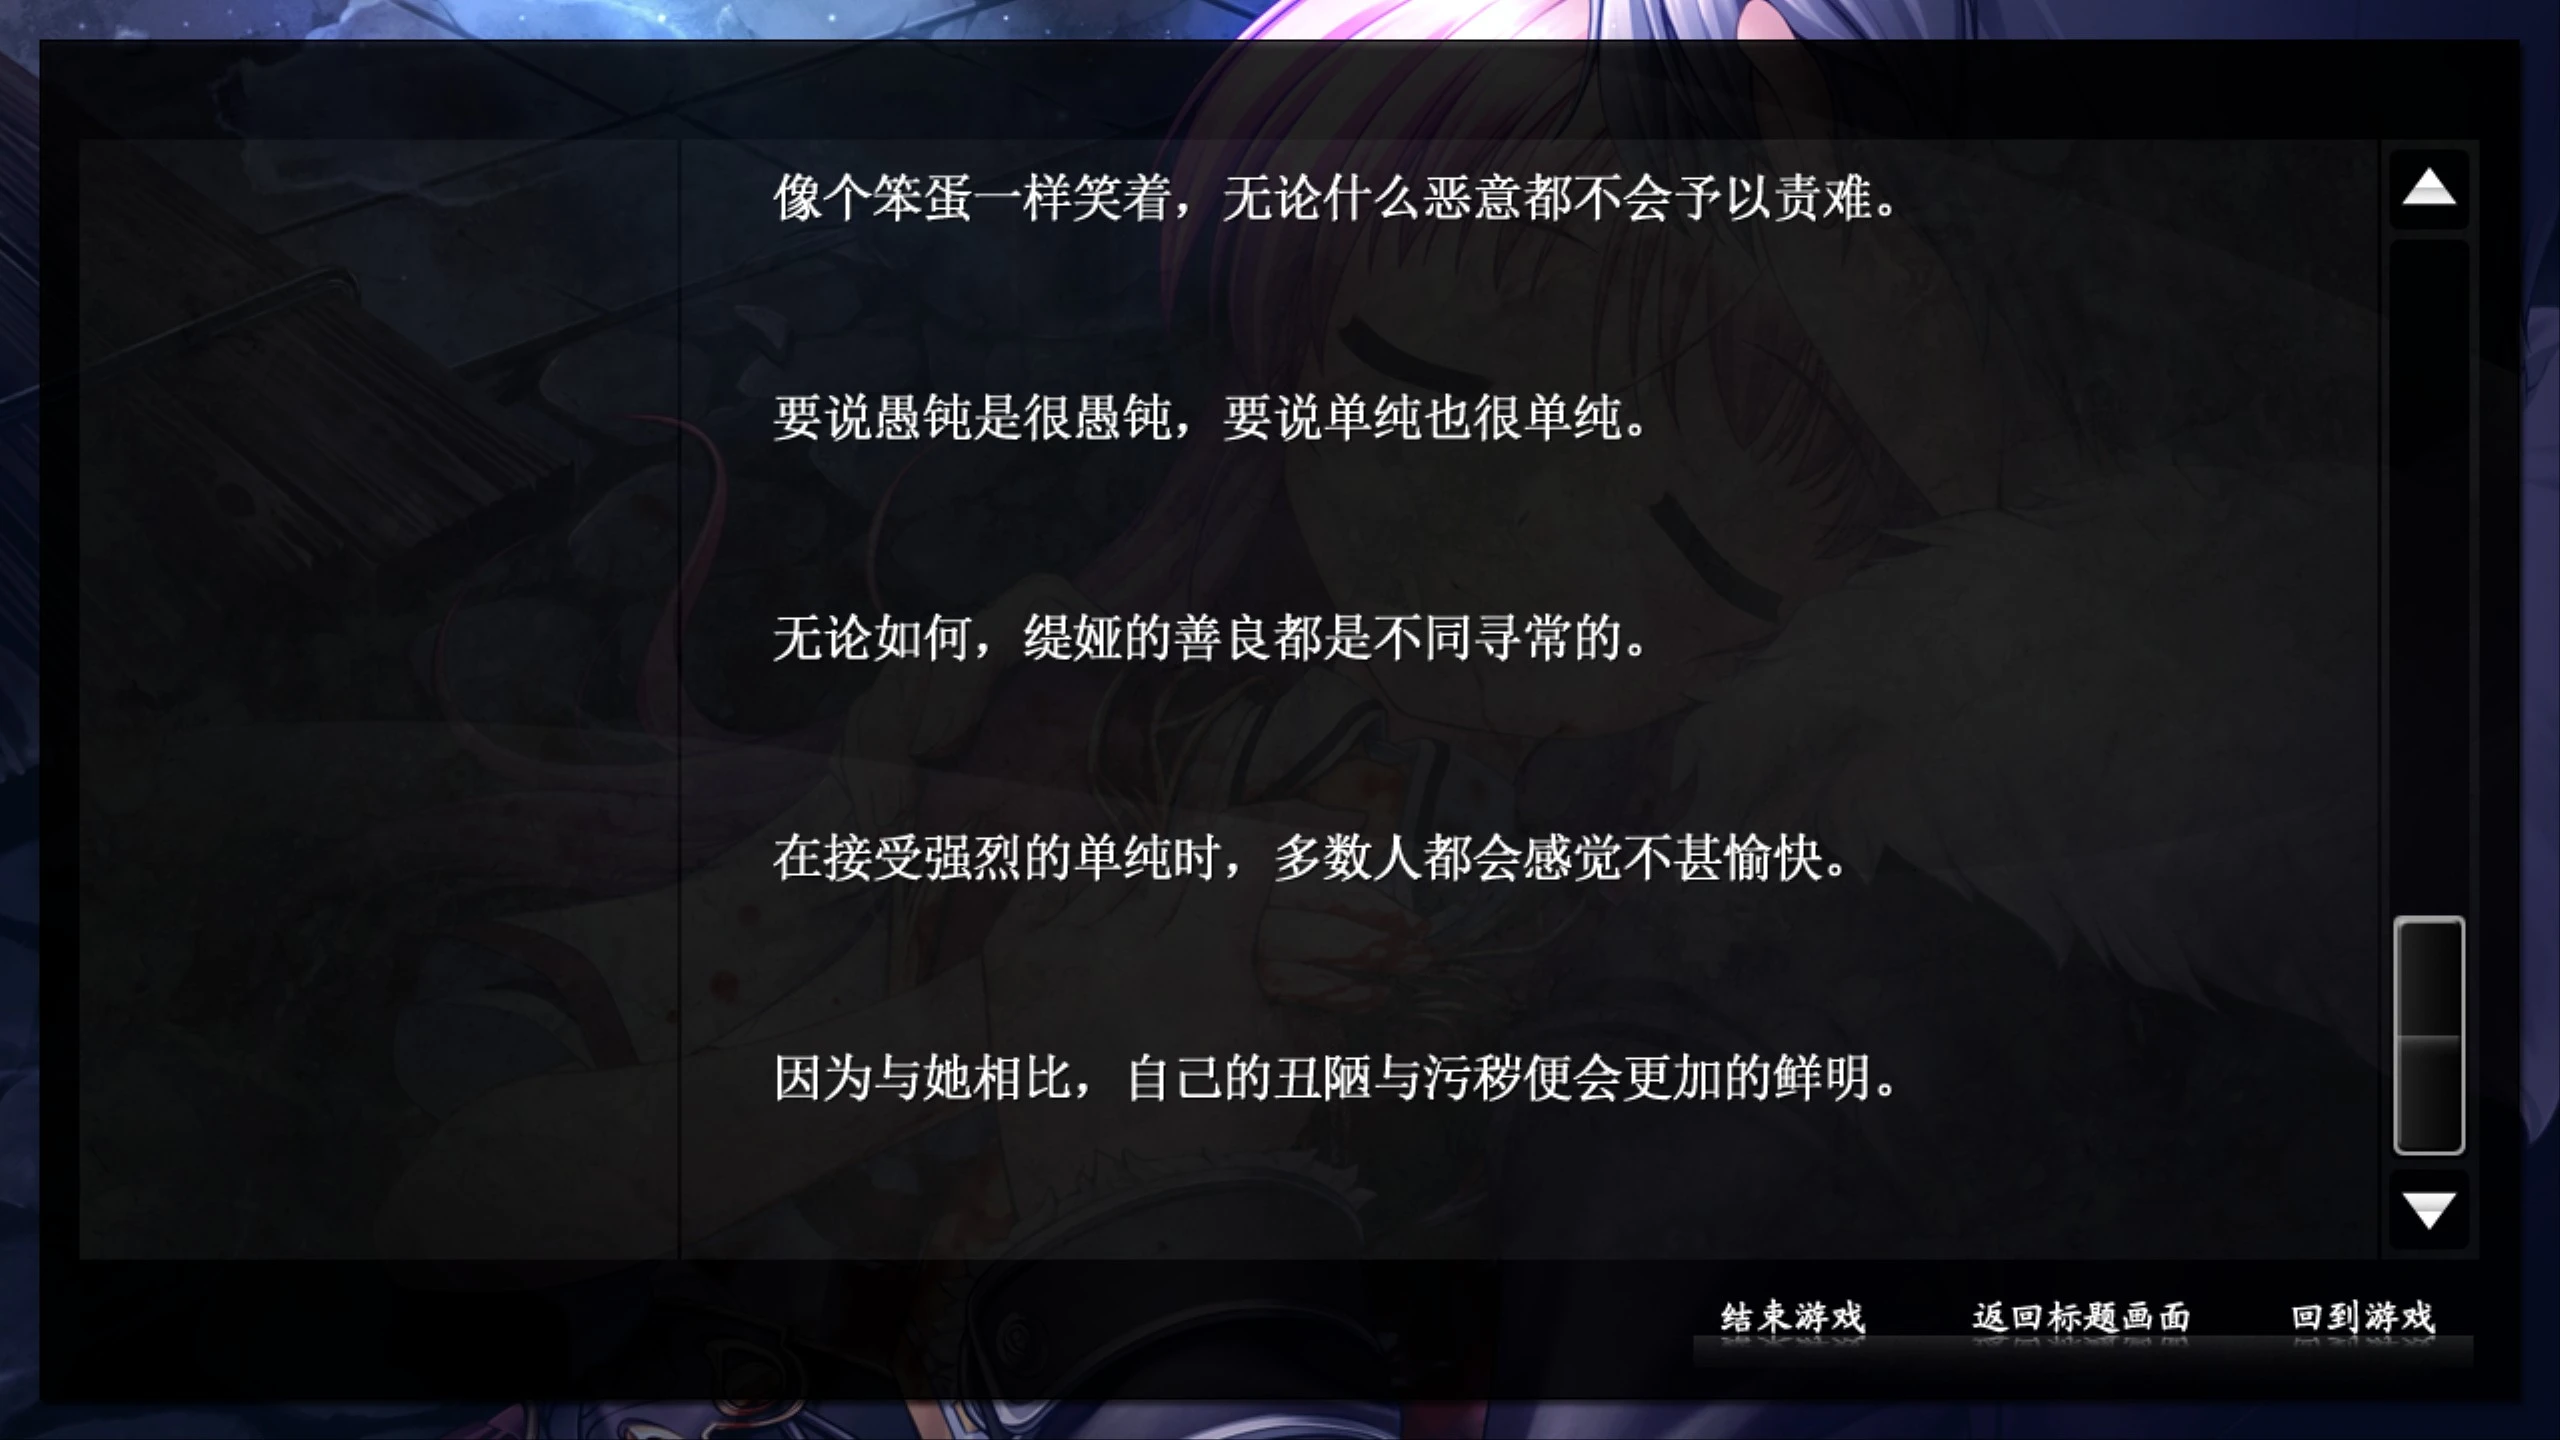 像个笨蛋一样笑着，无论什么恶意都不会予以责难。
要说愚钝是很愚钝，要说单纯也很单纯。
无论如何，缇娅的善良都是不同寻常的。
在接受强烈的单纯时，多数人都会感觉不甚愉快。
因为与她相比，自己的丑陋与污秽便会更加的鲜明。
结束游戏 返回标题画面 回到游戏